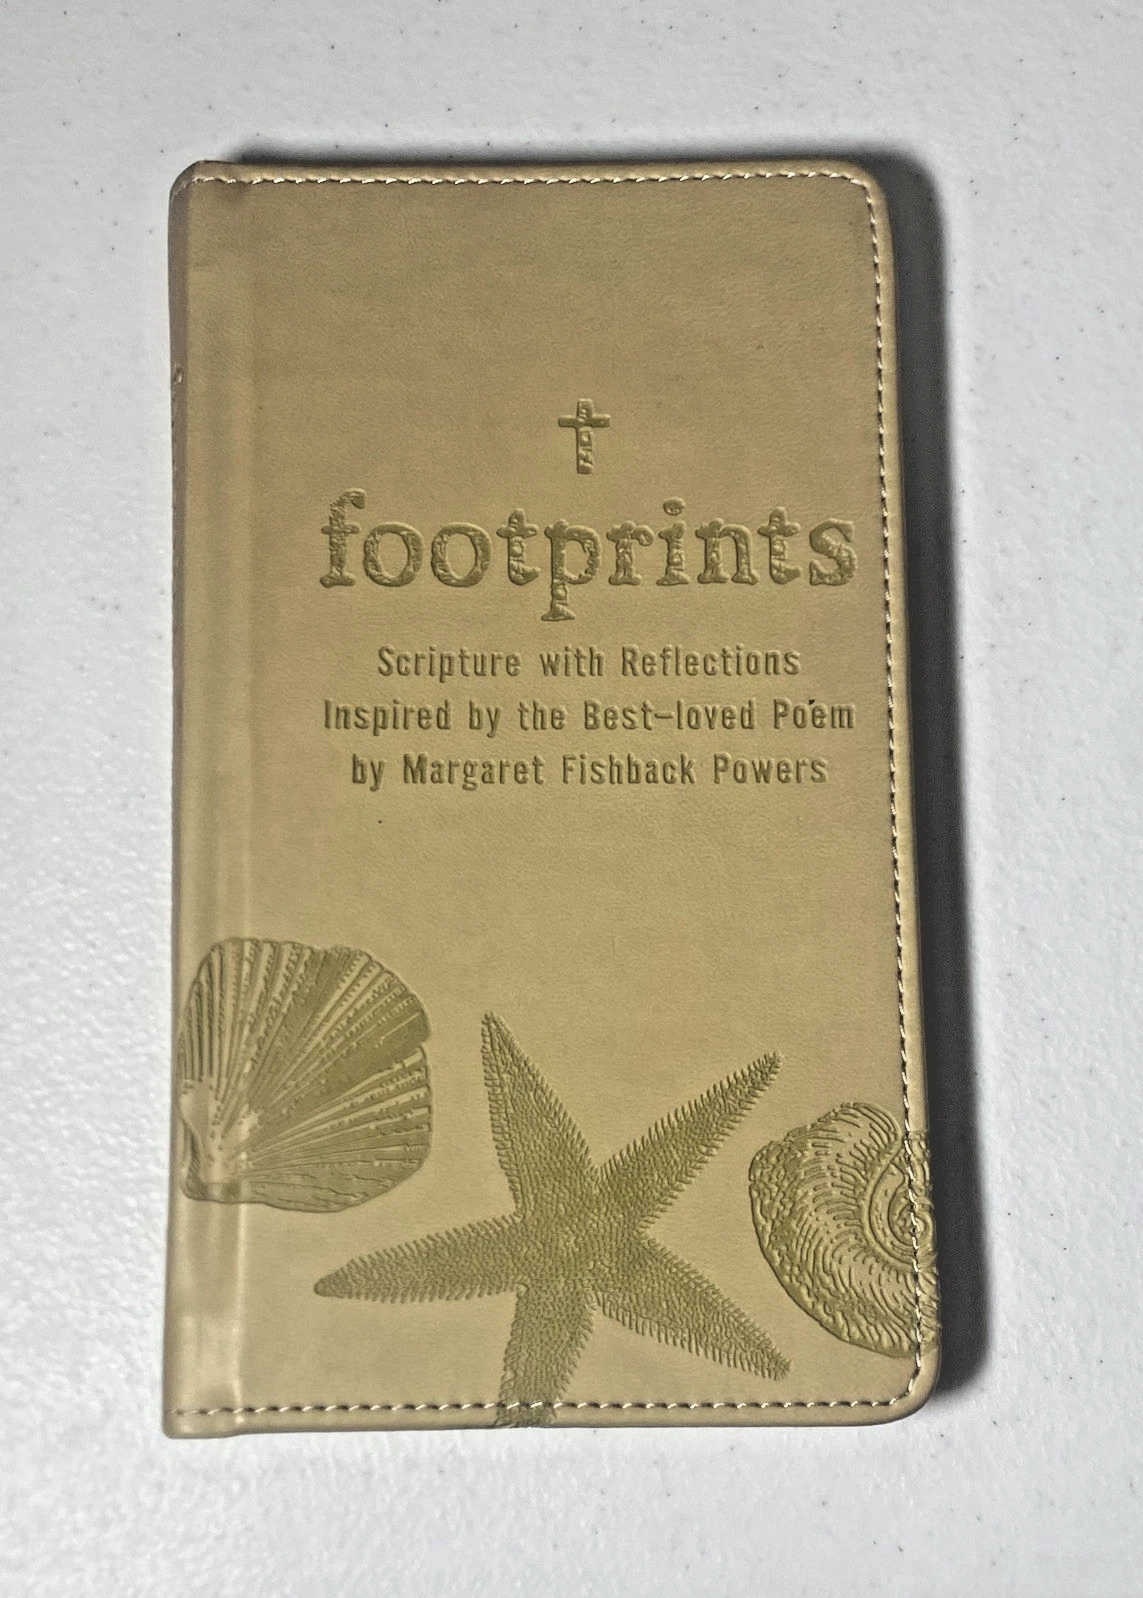 footprints
Scripture with Reflections
Inspired by the Best-loved Poem
by Margaret Fishback Powers